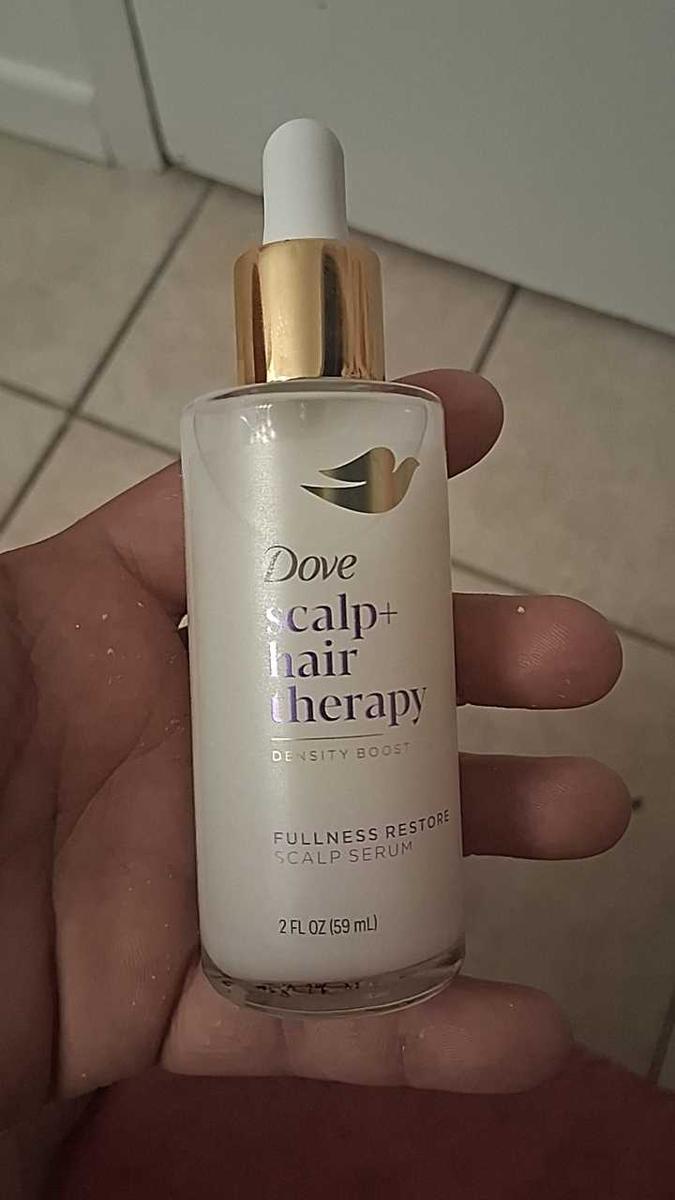 Dove
scalp+
hair
therapy
DENSITY BOOST
FULLNESS RESTORE
SCALP SERUM
2 FL OZ (59 mL)